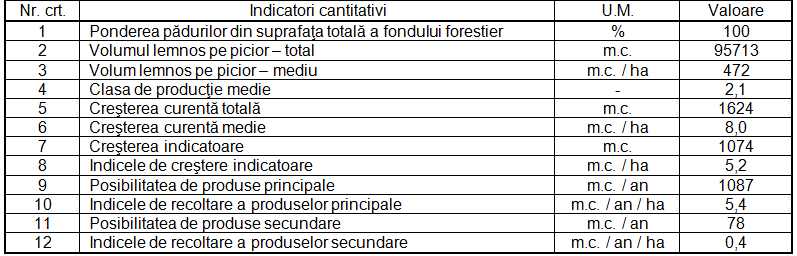 Nr. crt. Indicatori cantitativi U.M. Valoare
1 Ponderea pădurilor din suprafaţa totală a fondului forestier % 100
2 Volumul lemnos pe picior – total m.c. 95713
3 Volum lemnos pe picior – mediu m.c. / ha 472
4 Clasa de producţie medie - 2,1
5 Creşterea curentă totală m.c. 1624
6 Creşterea curentă medie m.c. / ha 8,0
7 Creşterea indicatoare m.c. 1074
8 Indicele de creştere indicatoare m.c. / ha 5,2
9 Posibilitatea de produse principale m.c. / an 1087
10 Indicele de recoltare a produselor principale m.c. / an / ha 5,4
11 Posibilitatea de produse secundare m.c. / an 78
12 Indicele de recoltare a produselor secundare m.c. / an / ha 0,4